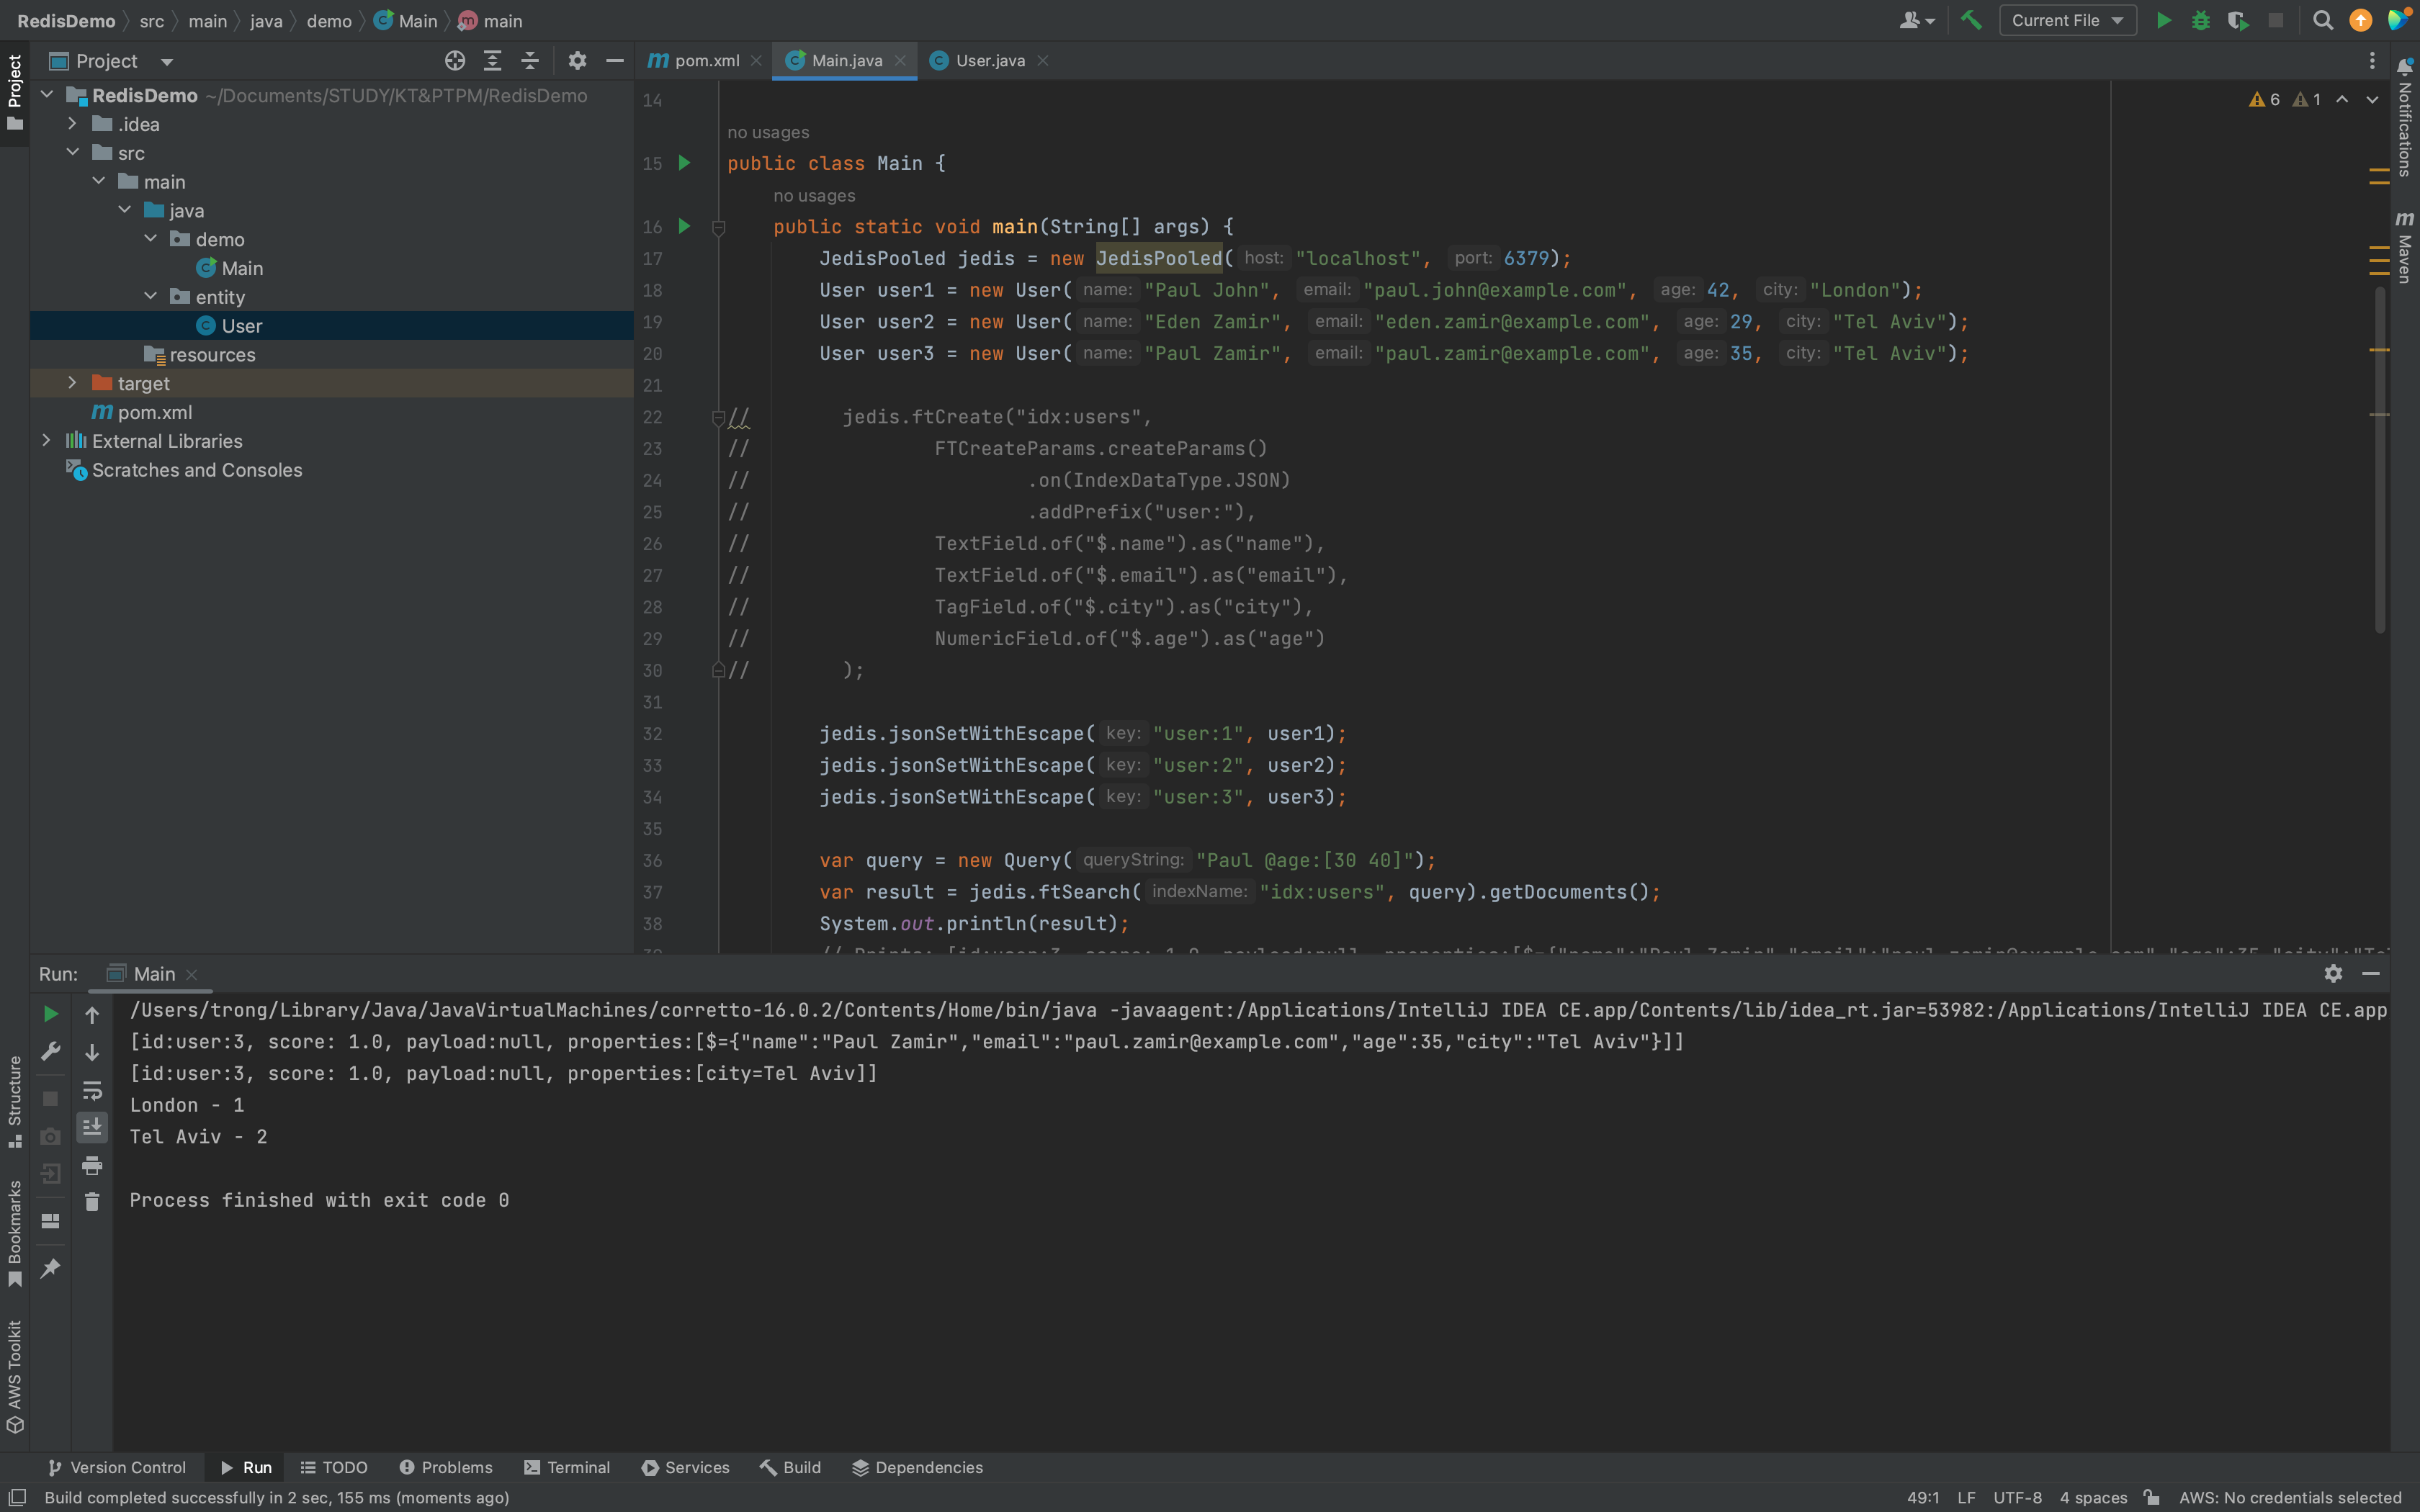 RedisDemo src main java demo Main main
Current File
Project
pom.xml
Main.java
User.java
RedisDemo ~/Documents/STUDY/KT&PTPM/RedisDemo
.idea
src
main
java
demo
Main
entity
User
resources
target
pom.xml
External Libraries
Scratches and Consoles
Project
Structure
Bookmarks
AWS Toolkit
Notifications
Maven
6 1
14
no usages
15 public class Main {
no usages
16 public static void main(String[] args) {
17 JedisPooled jedis = new JedisPooled( host: "localhost", port: 6379);
18 User user1 = new User( name: "Paul John", email: "paul.john@example.com", age: 42, city: "London");
19 User user2 = new User( name: "Eden Zamir", email: "eden.zamir@example.com", age: 29, city: "Tel Aviv");
20 User user3 = new User( name: "Paul Zamir", email: "paul.zamir@example.com", age: 35, city: "Tel Aviv");
21
22 // jedis.ftCreate("idx:users",
23 // FTCreateParams.createParams()
24 // .on(IndexDataType.JSON)
25 // .addPrefix("user:"),
26 // TextField.of("$.name").as("name"),
27 // TextField.of("$.email").as("email"),
28 // TagField.of("$.city").as("city"),
29 // NumericField.of("$.age").as("age")
30 // );
31
32 jedis.jsonSetWithEscape( key: "user:1", user1);
33 jedis.jsonSetWithEscape( key: "user:2", user2);
34 jedis.jsonSetWithEscape( key: "user:3", user3);
35
36 var query = new Query( queryString: "Paul @age:[30 40]");
37 var result = jedis.ftSearch( indexName: "idx:users", query).getDocuments();
38 System.out.println(result);
Run: Main
/Users/trong/Library/Java/JavaVirtualMachines/corretto-16.0.2/Contents/Home/bin/java -javaagent:/Applications/IntelliJ IDEA CE.app/Contents/lib/idea_rt.jar=53982:/Applications/IntelliJ IDEA CE.app
[id:user:3, score: 1.0, payload:null, properties:[$={"name":"Paul Zamir","email":"paul.zamir@example.com","age":35,"city":"Tel Aviv"}]]
[id:user:3, score: 1.0, payload:null, properties:[city=Tel Aviv]]
London - 1
Tel Aviv - 2
Process finished with exit code 0
Version Control Run TODO Problems Terminal Services Build Dependencies
Build completed successfully in 2 sec, 155 ms (moments ago)
49:1 LF UTF-8 4 spaces AWS: No credentials selected